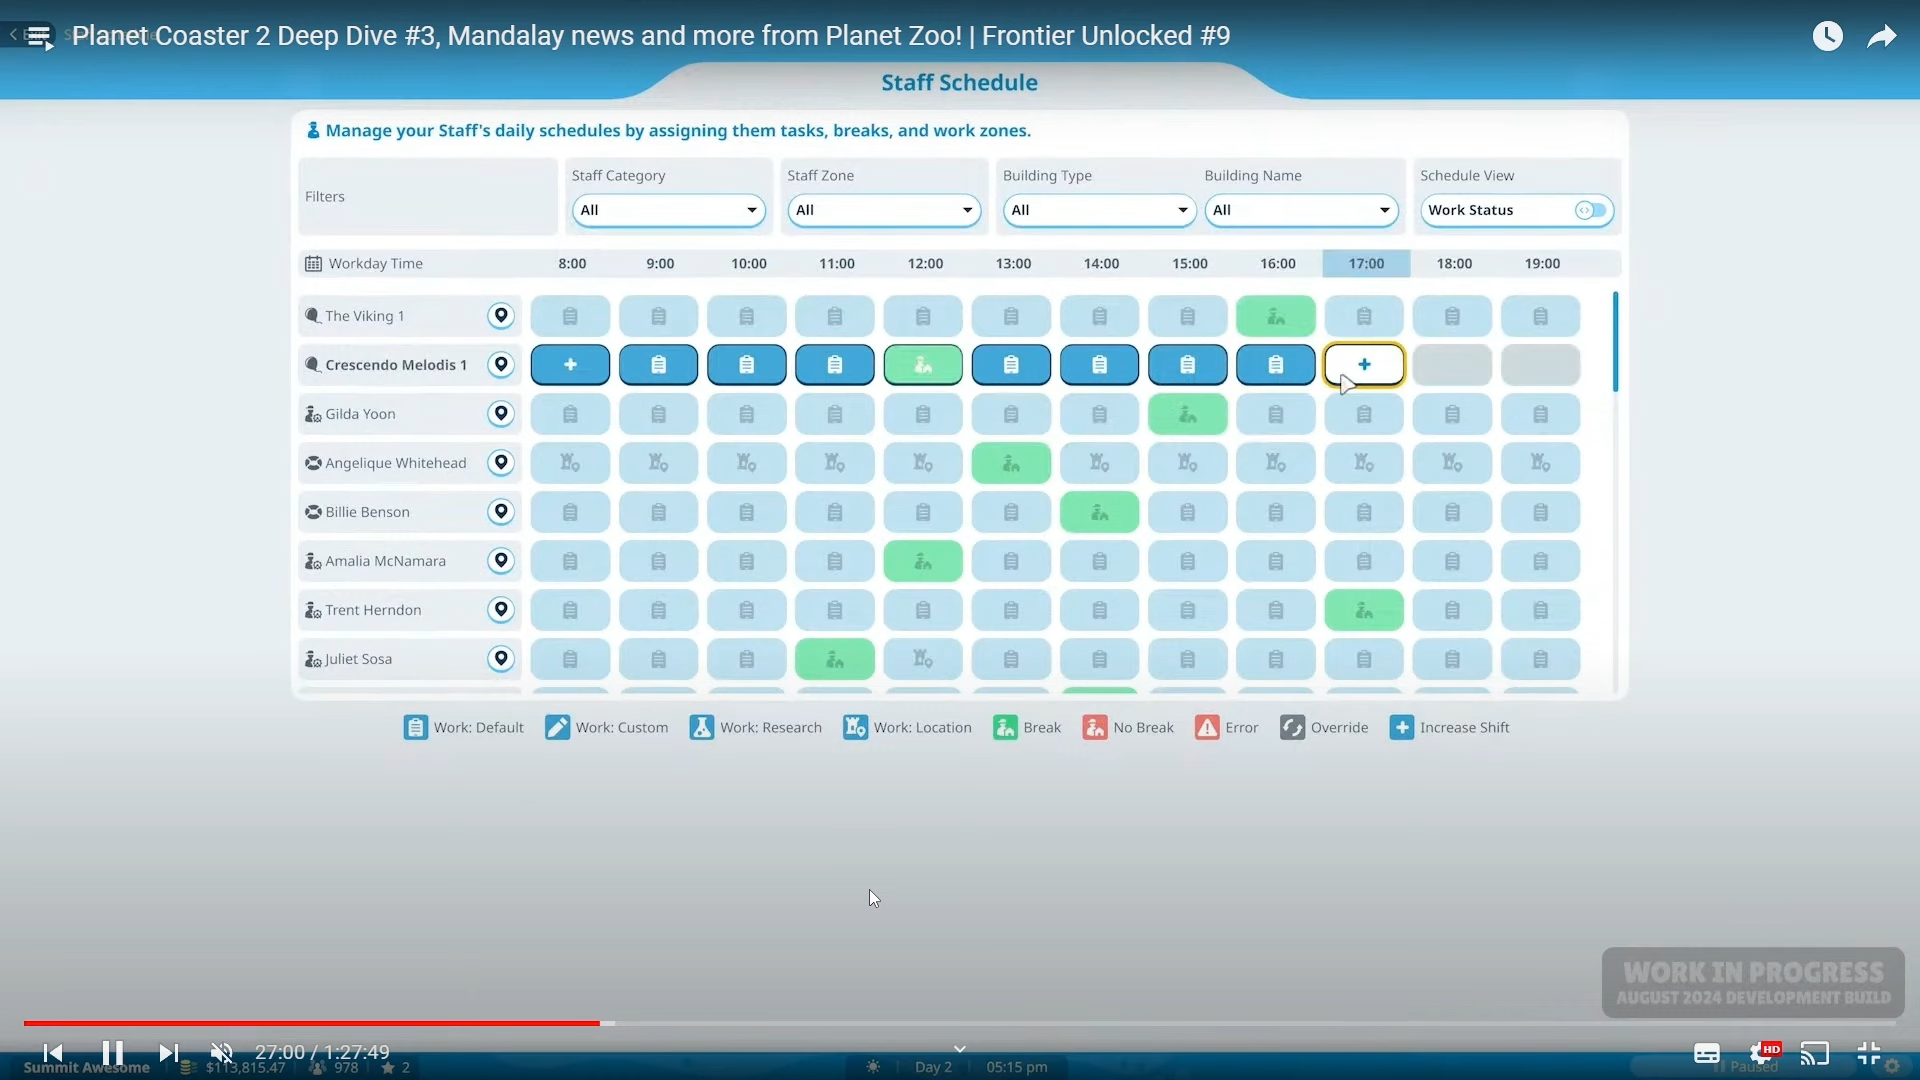 Planet Coaster 2 Deep Dive #3, Mandalay news and more from Planet Zoo! | Frontier Unlocked #9
Staff Schedule
Manage your Staff's daily schedules by assigning them tasks, breaks, and work zones.
Filters
Staff Category
Staff Zone
Building Type
Building Name
Schedule View
All
All
All
All
Work Status
Workday Time 8:00 9:00 10:00 11:00 12:00 13:00 14:00 15:00 16:00 17:00 18:00 19:00
The Viking 1
Crescendo Melodis 1
Gilda Yoon
Angelique Whitehead
Billie Benson
Amalia McNamara
Trent Herndon
Juliet Sosa
Work: Default Work: Custom Work: Research Work: Location Break No Break Error Override Increase Shift
WORK IN PROGRESS
AUGUST 2024 DEVELOPMENT BUILD
27:00 / 1:27:49
HD
Summit Awesome $113,815.47 978 2 Day 2 05:15 pm Paused